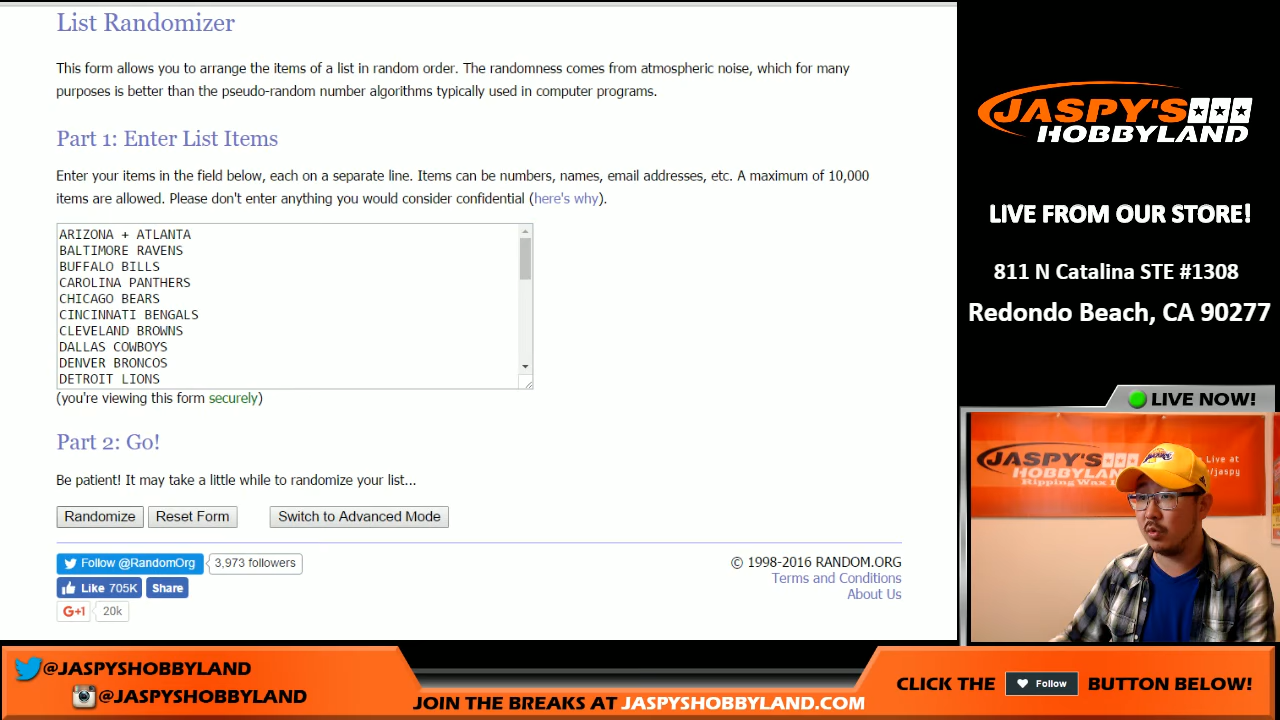 List Randomizer
This form allows you to arrange the items of a list in random order. The randomness comes from atmospheric noise, which for many
purposes is better than the pseudo-random number algorithms typically used in computer programs.
Part 1: Enter List Items
Enter your items in the field below, each on a separate line. Items can be numbers, names, email addresses, etc. A maximum of 10,000
items are allowed. Please don't enter anything you would consider confidential (here's why).
ARIZONA + ATLANTA
BALTIMORE RAVENS
BUFFALO BILLS
CAROLINA PANTHERS
CHICAGO BEARS
CINCINNATI BENGALS
CLEVELAND BROWNS
DALLAS COWBOYS
DENVER BRONCOS
DETROIT LIONS
(you're viewing this form securely)
Part 2: Go!
Be patient! It may take a little while to randomize your list...
Randomize Reset Form Switch to Advanced Mode
Follow @RandomOrg 3,973 followers
Like 705K Share
G+1 20k
© 1998-2016 RANDOM.ORG
Terms and Conditions
About Us
JASPY'S
HOBBYLAND
LIVE FROM OUR STORE!
811 N Catalina STE #1308
Redondo Beach, CA 90277
LIVE NOW!
JASPY'S
HOBBYLAND
Ripping Wax
Live at
/jaspy
@JASPYSHOBBYLAND
@JASPYSHOBBYLAND
JOIN THE BREAKS AT JASPYSHOBBYLAND.COM
CLICK THE Follow BUTTON BELOW!